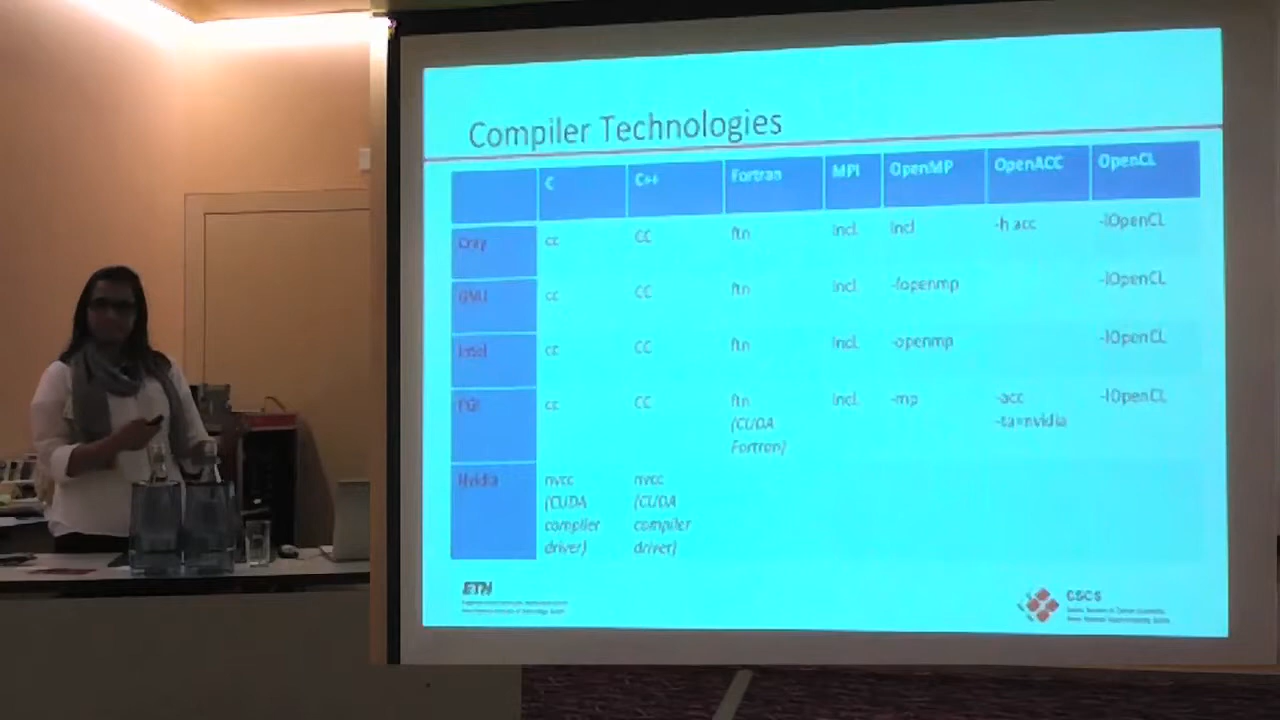 Compiler Technologies
C C++ Fortran MPI OpenMP OpenACC OpenCL
Cray cc CC ftn Incl. Incl -h acc -lOpenCL
GNU cc CC ftn Incl. -fopenmp -lOpenCL
Intel cc CC ftn Incl. -openmp -lOpenCL
PGI cc CC ftn Incl. -mp -acc -lOpenCL
(CUDA -ta=nvidia
Fortran)
Nvidia nvcc nvcc
(CUDA (CUDA
compiler compiler
driver) driver)
ETH
CSCS